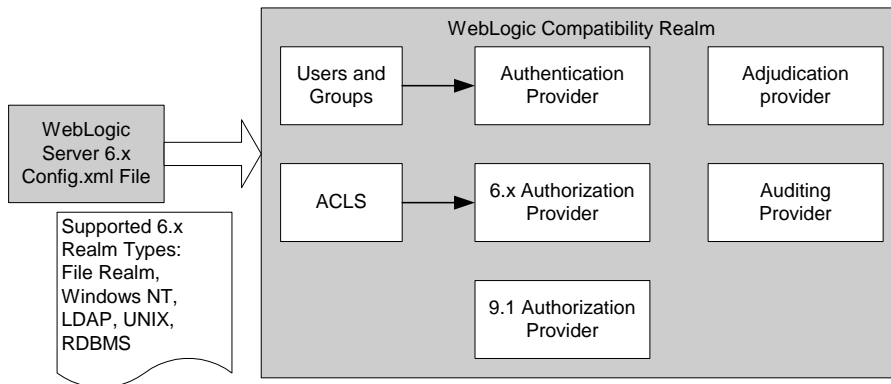 WebLogic Compatibility Realm
Users and
Groups
Authentication
Provider
Adjudication
provider
WebLogic
Server 6.x
Config.xml File
ACLS
6.x Authorization
Provider
Auditing
Provider
Supported 6.x
Realm Types:
File Realm,
Windows NT,
LDAP, UNIX,
RDBMS
9.1 Authorization
Provider